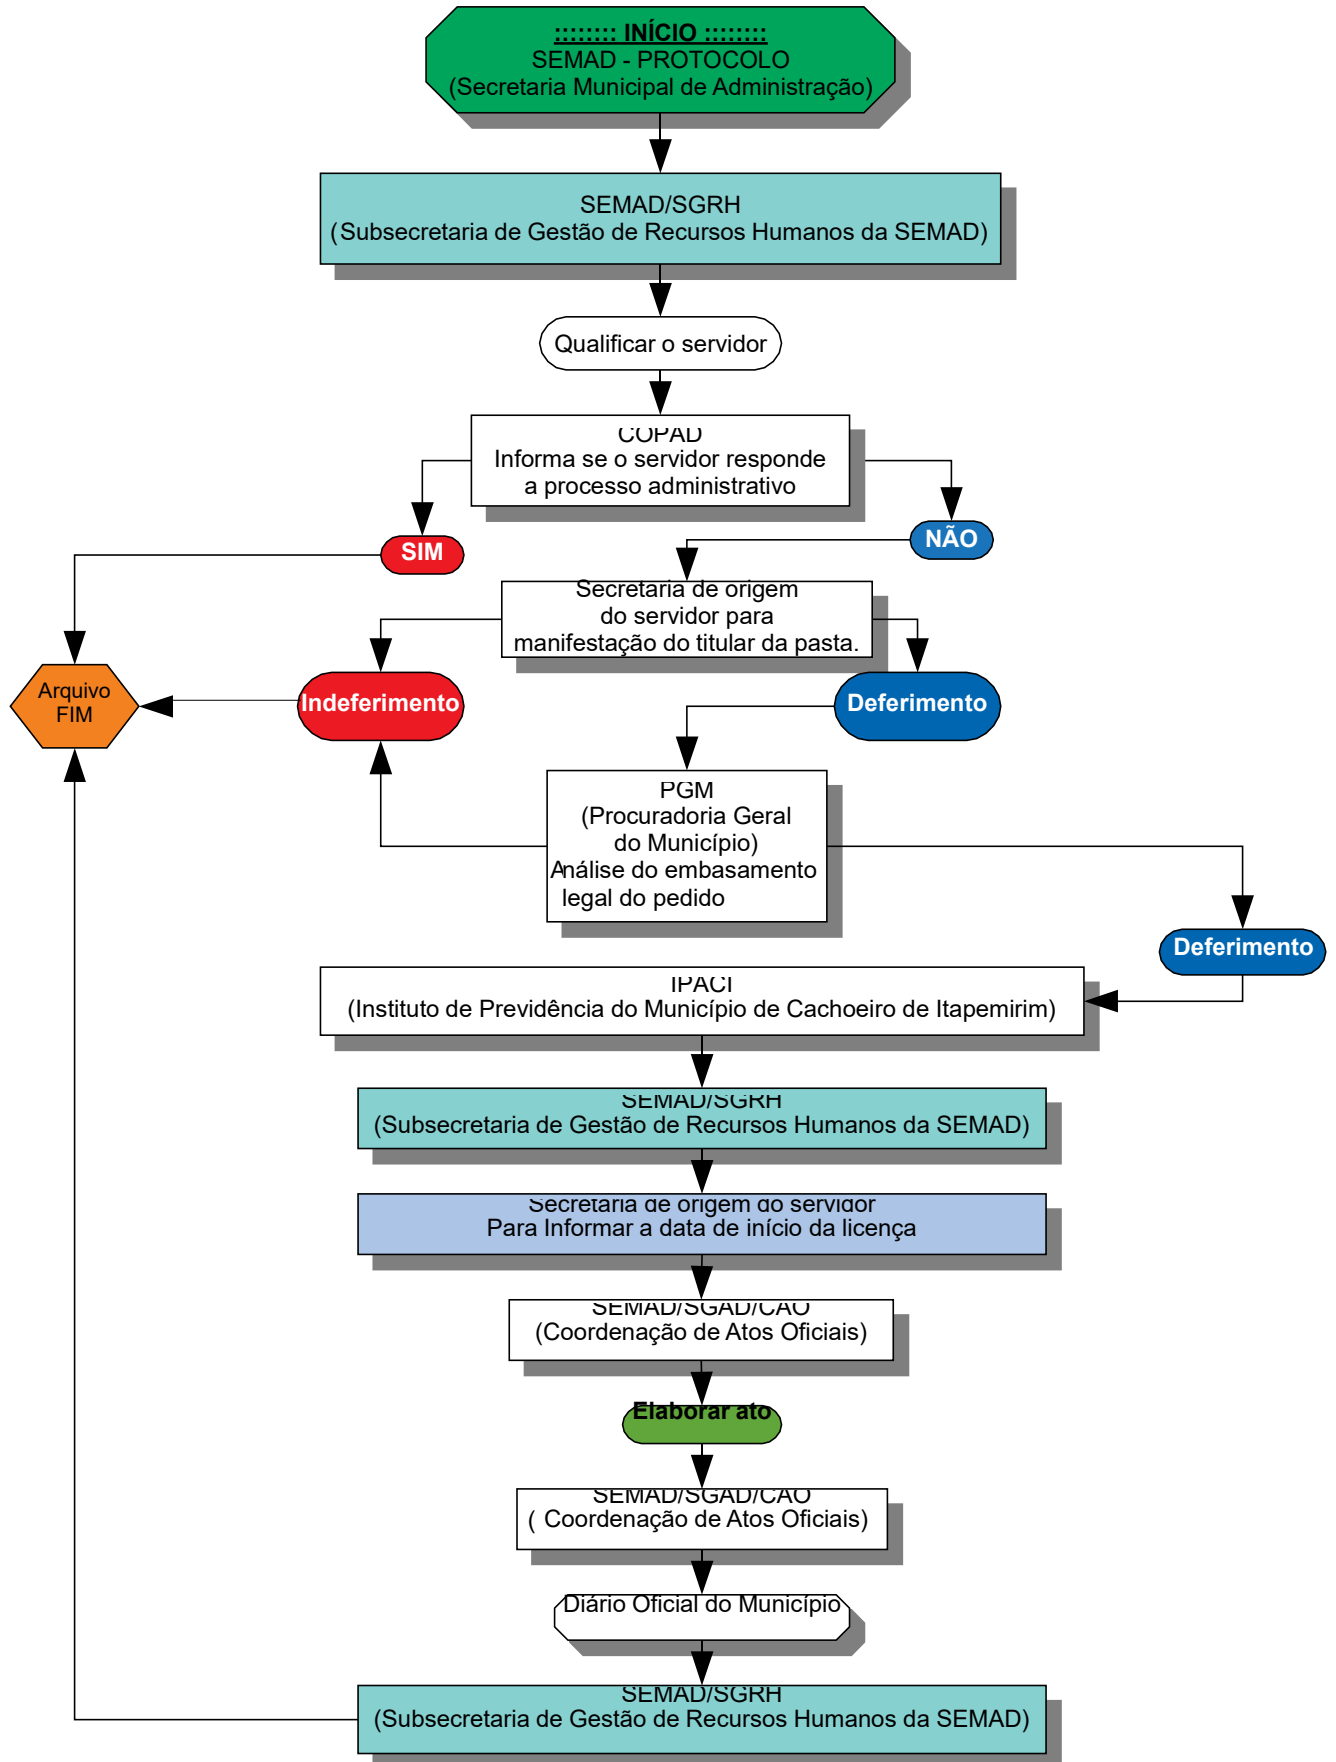 :::::::: INÍCIO ::::::::
SEMAD - PROTOCOLO
(Secretaria Municipal de Administração)
SEMAD/SGRH
(Subsecretaria de Gestão de Recursos Humanos da SEMAD)
Qualificar o servidor
COPAD
Informa se o servidor responde
a processo administrativo
SIM
NÃO
Secretaria de origem
do servidor para
manifestação do titular da pasta.
Arquivo
FIM
Indeferimento
Deferimento
PGM
(Procuradoria Geral
do Município)
Análise do embasamento
legal do pedido
Deferimento
IPACI
(Instituto de Previdência do Município de Cachoeiro de Itapemirim)
SEMAD/SGRH
(Subsecretaria de Gestão de Recursos Humanos da SEMAD)
Secretaria de origem do servidor
Para Informar a data de início da licença
SEMAD/SGAD/CAO
(Coordenação de Atos Oficiais)
Elaborar ato
SEMAD/SGAD/CAO
( Coordenação de Atos Oficiais)
Diário Oficial do Município
SEMAD/SGRH
(Subsecretaria de Gestão de Recursos Humanos da SEMAD)